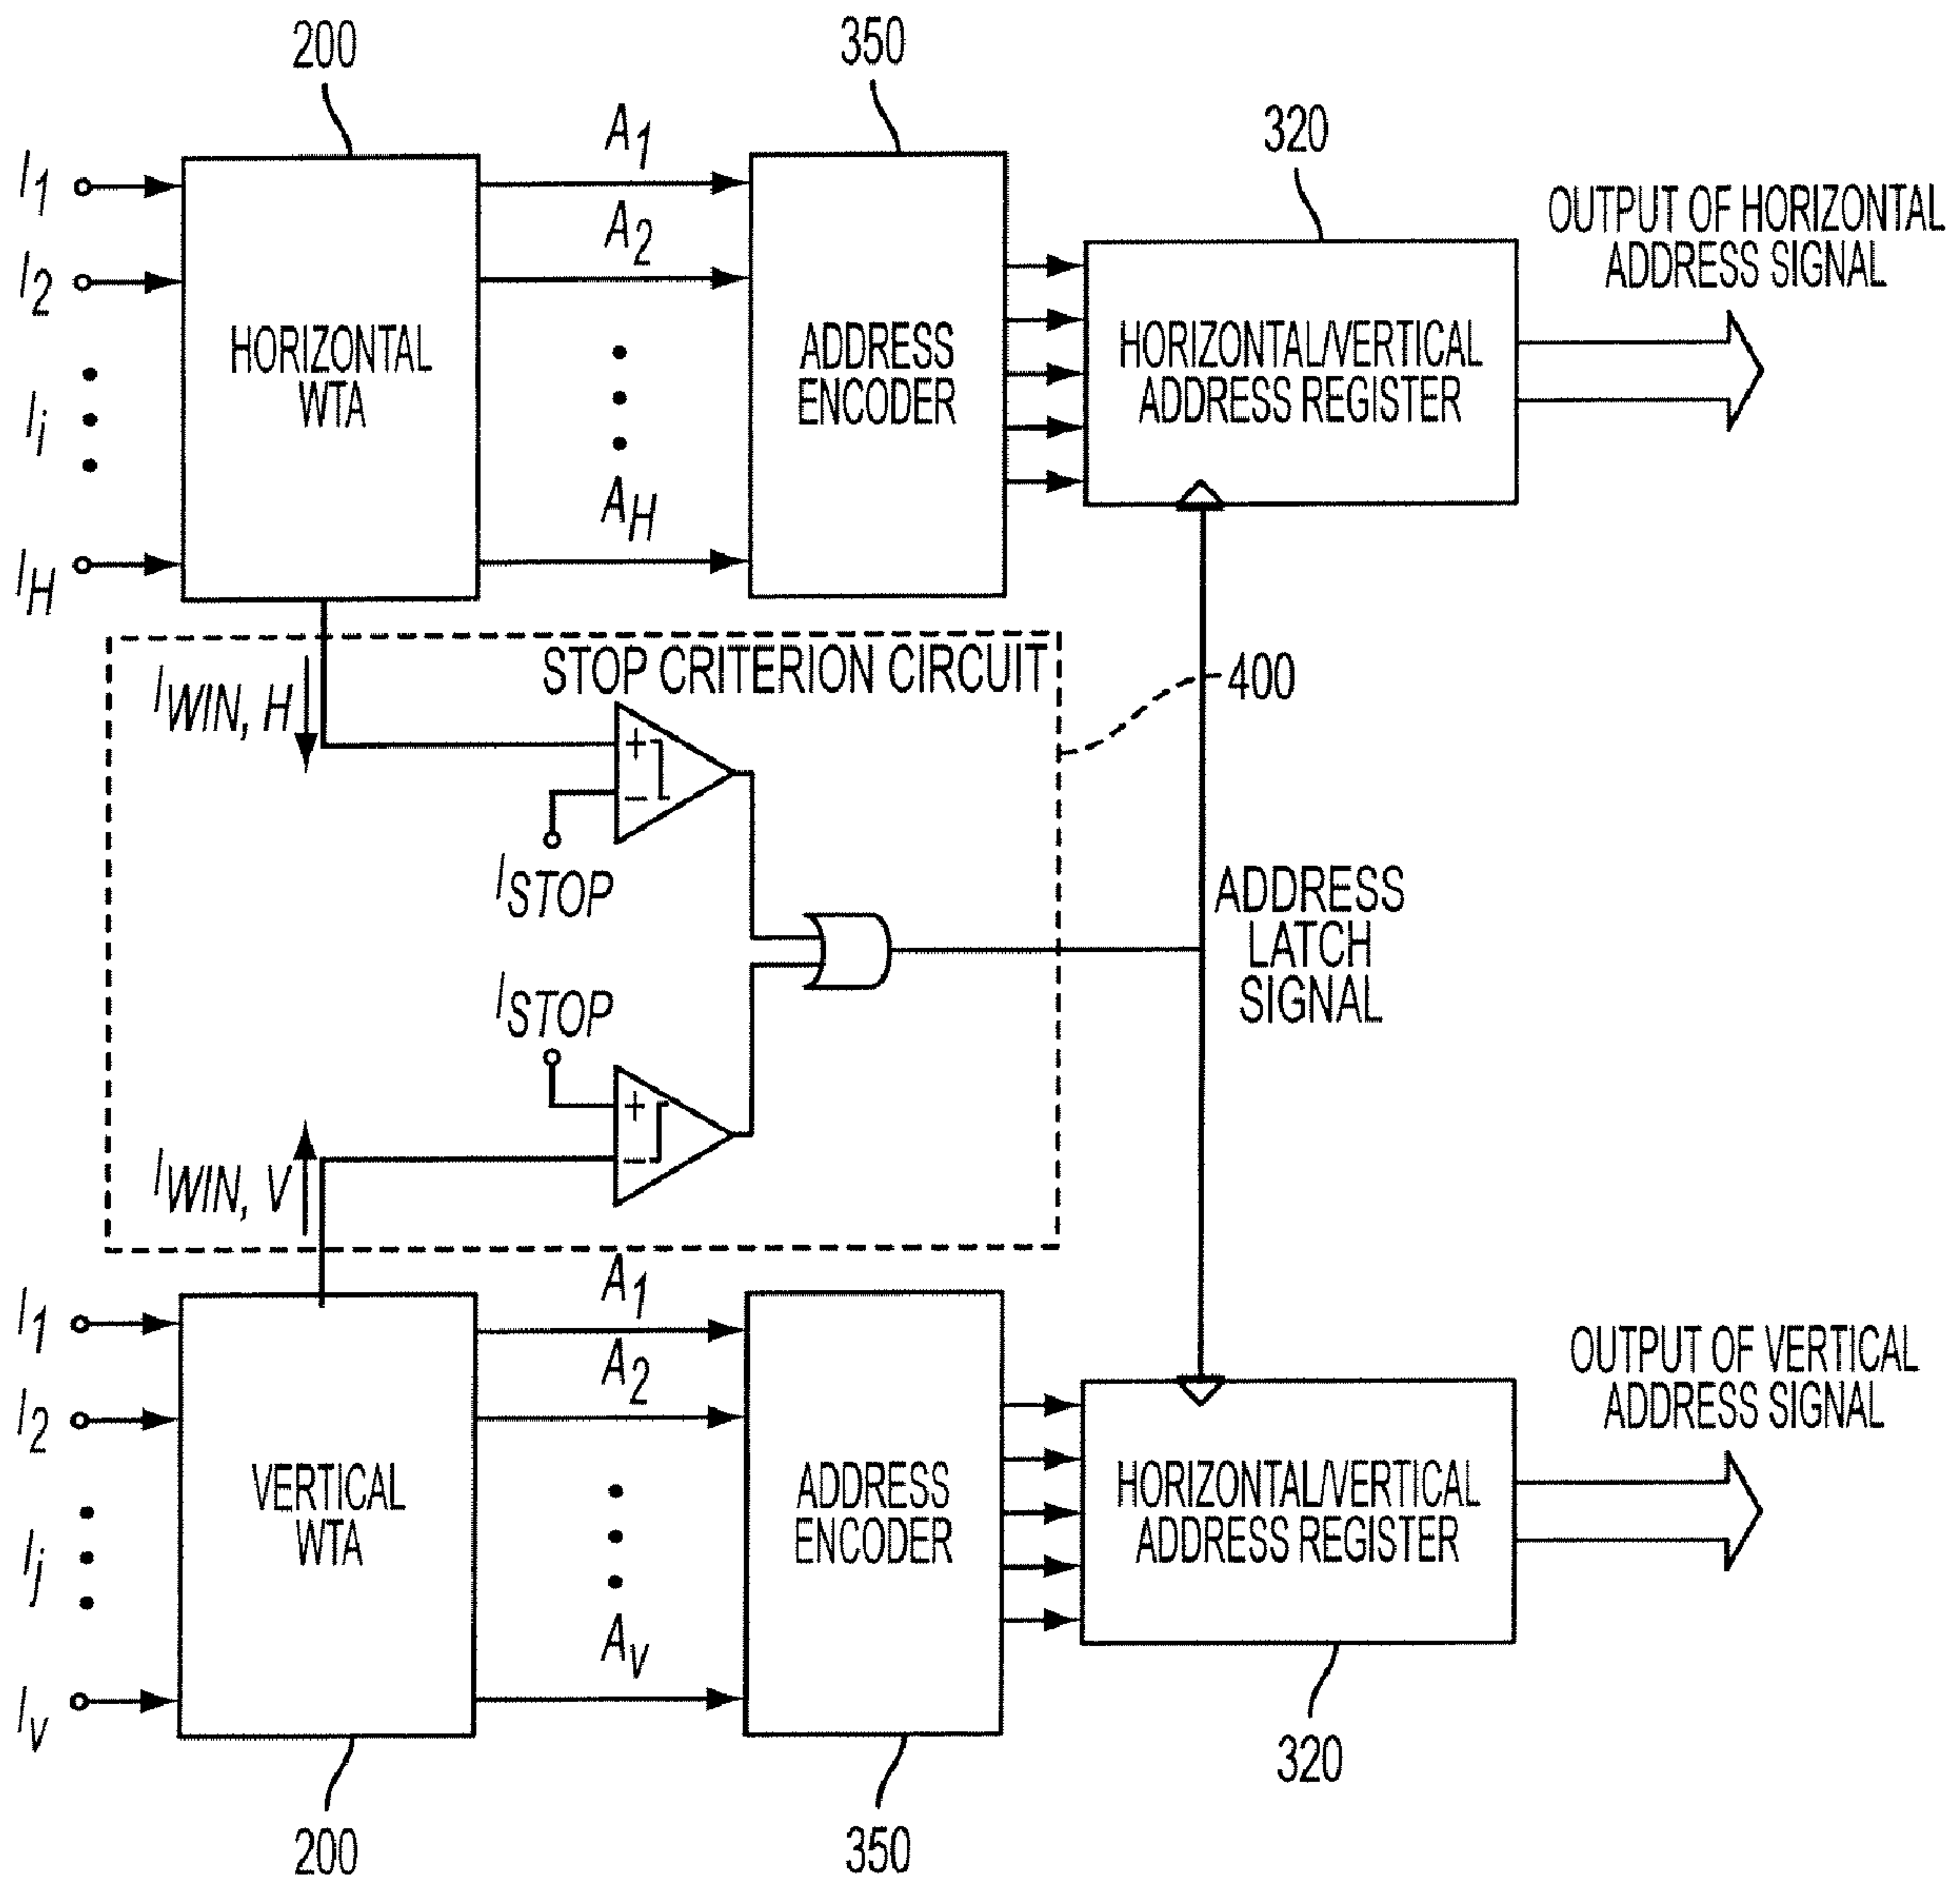 200
350
320
I1
I2
Ii
IH
HORIZONTAL
WTA
A1
A2
AH
ADDRESS
ENCODER
HORIZONTAL/VERTICAL
ADDRESS REGISTER
OUTPUT OF HORIZONTAL
ADDRESS SIGNAL
STOP CRITERION CIRCUIT
400
IWIN, H
+
−
ISTOP
ADDRESS
LATCH
SIGNAL
ISTOP
+
−
IWIN, V
I1
I2
Ij
Iv
VERTICAL
WTA
A1
A2
Av
ADDRESS
ENCODER
HORIZONTAL/VERTICAL
ADDRESS REGISTER
OUTPUT OF VERTICAL
ADDRESS SIGNAL
200
350
320